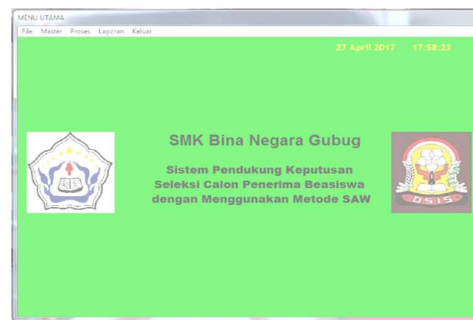 MENU UTAMA
File Master Proses Laporan Keluar
27 April 2017 17:58:23
SMK Bina Negara Gubug
Sistem Pendukung Keputusan
Seleksi Calon Penerima Beasiswa
dengan Menggunakan Metode SAW
OSIS